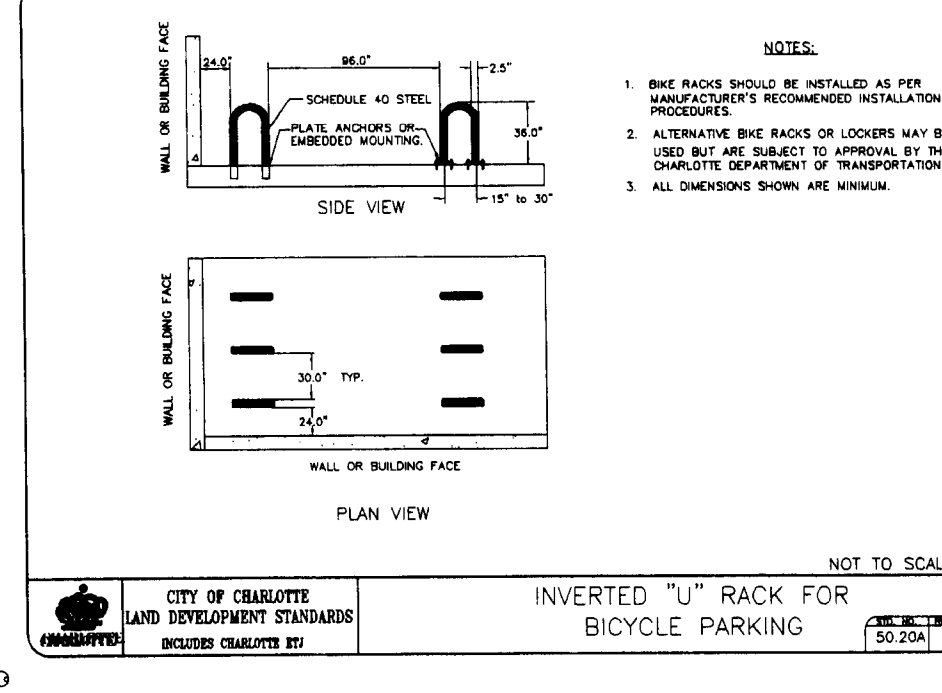 WALL OR BUILDING FACE
24.0"
96.0"
2.5"
SCHEDULE 40 STEEL
PLATE ANCHORS OR
EMBEDDED MOUNTING.
36.0"
15" to 30"
SIDE VIEW
NOTES:
1. BIKE RACKS SHOULD BE INSTALLED AS PER
MANUFACTURER'S RECOMMENDED INSTALLATION
PROCEDURES.
2. ALTERNATIVE BIKE RACKS OR LOCKERS MAY B
USED BUT ARE SUBJECT TO APPROVAL BY TH
CHARLOTTE DEPARTMENT OF TRANSPORTATION
3. ALL DIMENSIONS SHOWN ARE MINIMUM.
WALL OR BUILDING FACE
30.0" TYP.
24.0"
WALL OR BUILDING FACE
PLAN VIEW
NOT TO SCAL
CITY OF CHARLOTTE
LAND DEVELOPMENT STANDARDS
INCLUDES CHARLOTTE ETJ
INVERTED "U" RACK FOR
BICYCLE PARKING
STD. NO.
50.20A